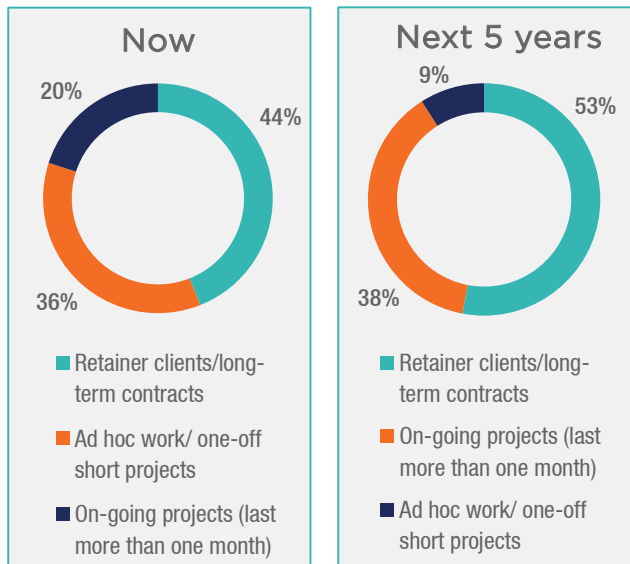 Now
20%
44%
36%
Retainer clients/long-
term contracts
Ad hoc work/ one-off
short projects
On-going projects (last
more than one month)
Next 5 years
9%
53%
38%
Retainer clients/long-
term contracts
On-going projects (last
more than one month)
Ad hoc work/ one-off
short projects